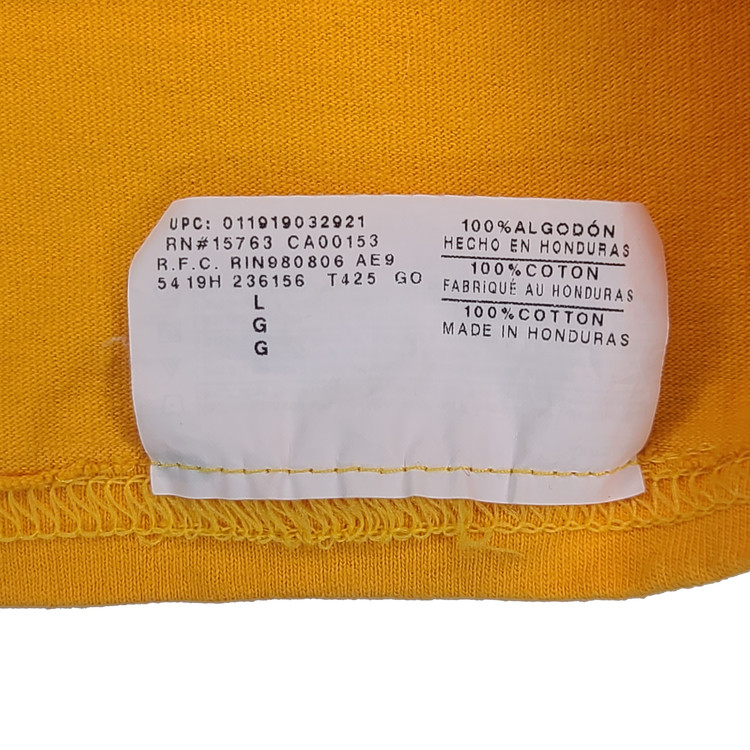 UPC: 011919032921
RN#15763 CA00153
R.F.C. RIN980806 AE9
5419H 236156 T425 GO
L
G
G
100%ALGODÓN
HECHO EN HONDURAS
100%COTON
FABRIQUÉ AU HONDURAS
100%COTTON
MADE IN HONDURAS